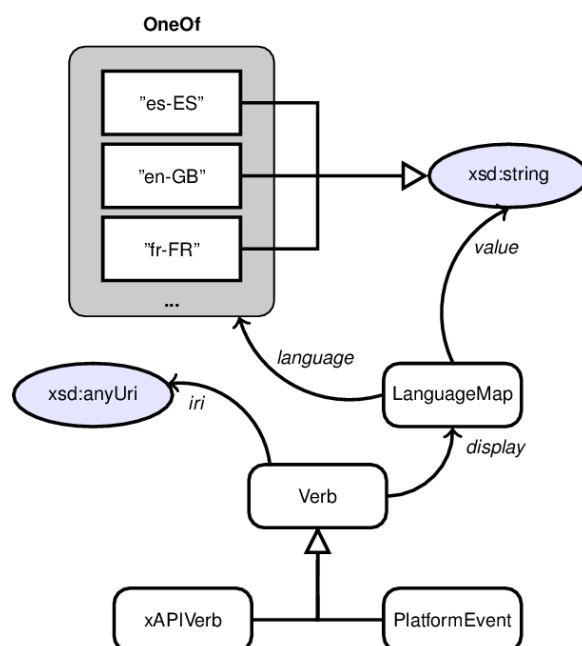 OneOf
”es-ES”
”en-GB”
xsd:string
”fr-FR”
value
...
language
xsd:anyUri
iri
LanguageMap
display
Verb
xAPIVerb
PlatformEvent